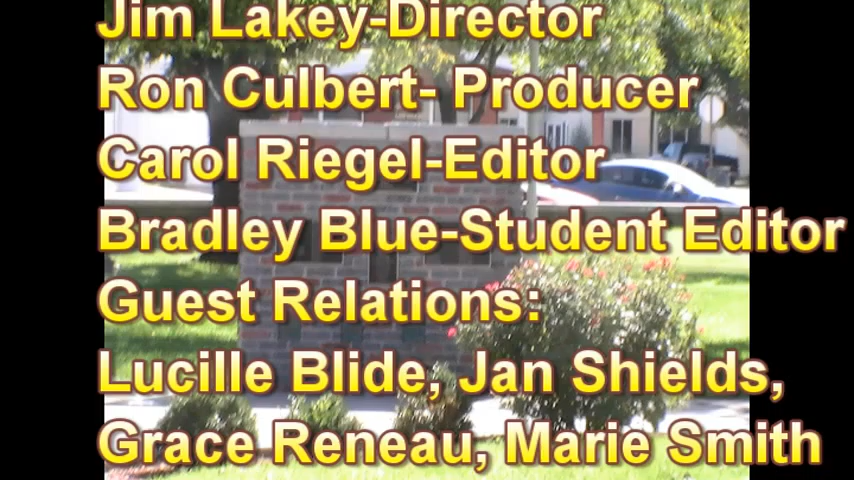 Jim Lakey-Director
Ron Culbert- Producer
Carol Riegel-Editor
Bradley Blue-Student Editor
Guest Relations:
Lucille Blide, Jan Shields,
Grace Reneau, Marie Smith